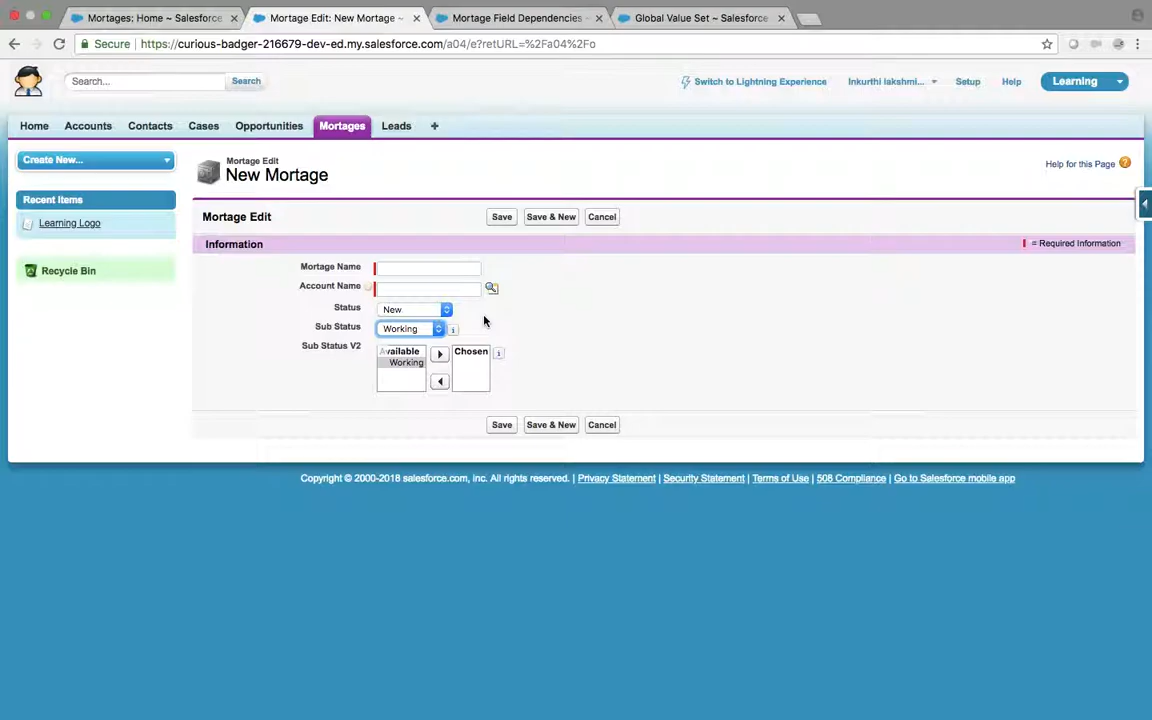 Mortages: Home ~ Salesforce
Mortage Edit: New Mortage ~
Mortage Field Dependencies ~
Global Value Set ~ Salesforce
Secure
https://curious-badger-216679-dev-ed.my.salesforce.com/a04/e?retURL=%2Fa04%2Fo
Search...
Search
Switch to Lightning Experience
Inkurthi lakshmi...
Setup
Help
Learning
Home
Accounts
Contacts
Cases
Opportunities
Mortages
Leads
Create New...
Recent Items
Learning Logo
Recycle Bin
Mortage Edit
New Mortage
Help for this Page
Mortage Edit
Save
Save & New
Cancel
Information
= Required Information
Mortage Name
Account Name
Status
New
Sub Status
Working
Sub Status V2
Available
Working
Chosen
Save
Save & New
Cancel
Copyright © 2000-2018 salesforce.com, inc. All rights reserved. | Privacy Statement | Security Statement | Terms of Use | 508 Compliance | Go to Salesforce mobile app